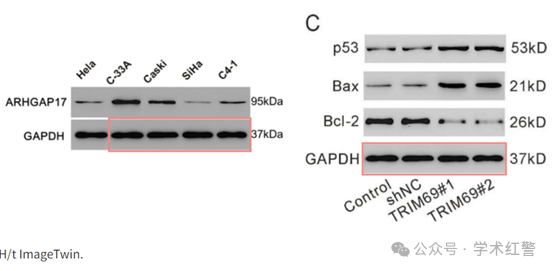 C
Hela
C-33A
Caski
SiHa
C4-1
ARHGAP17
95kDa
GAPDH
37kDa
p53
53kD
Bax
21kD
Bcl-2
26kD
GAPDH
37kD
Control
shNC
TRIM69#1
TRIM69#2
H/t ImageTwin.
公众号 · 学术红警